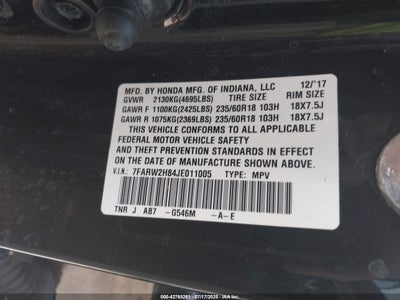 MFD. BY HONDA MFG. OF INDIANA, LLC 12/'17
GVWR 2130KG(4695LBS) TIRE SIZE RIM SIZE
GAWR F 1100KG(2425LBS) 235/60R18 103H 18X7.5J
GAWR R 1075KG(2369LBS) 235/60R18 103H 18X7.5J
THIS VEHICLE CONFORMS TO ALL APPLICABLE
FEDERAL MOTOR VEHICLE SAFETY
AND THEFT PREVENTION STANDARDS IN EFFECT ON
THE DATE OF MANUFACTURE SHOWN ABOVE.
V.I.N.: 7FARW2H84JE011005 TYPE: MPV
TNR J A87 -G546M -A-E
© IAA Holdings, LLC - 42765261 - 07/17/2025